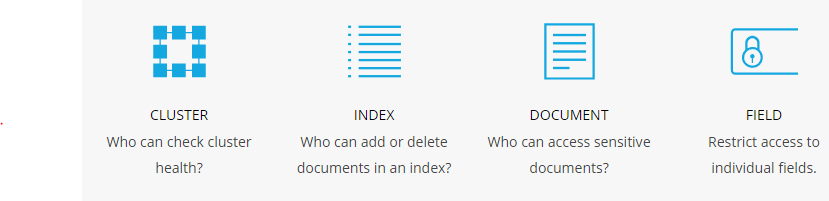 CLUSTER
Who can check cluster
health?
INDEX
Who can add or delete
documents in an index?
DOCUMENT
Who can access sensitive
documents?
FIELD
Restrict access to
individual fields.
.